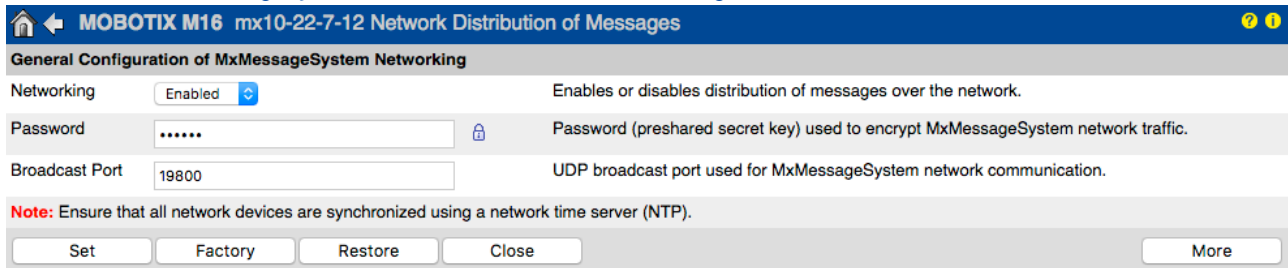 MOBOTIX M16 mx10-22-7-12 Network Distribution of Messages ? i
General Configuration of MxMessageSystem Networking
Networking Enabled Enables or disables distribution of messages over the network.
Password •••••• Password (preshared secret key) used to encrypt MxMessageSystem network traffic.
Broadcast Port 19800 UDP broadcast port used for MxMessageSystem network communication.
Note: Ensure that all network devices are synchronized using a network time server (NTP).
Set Factory Restore Close More